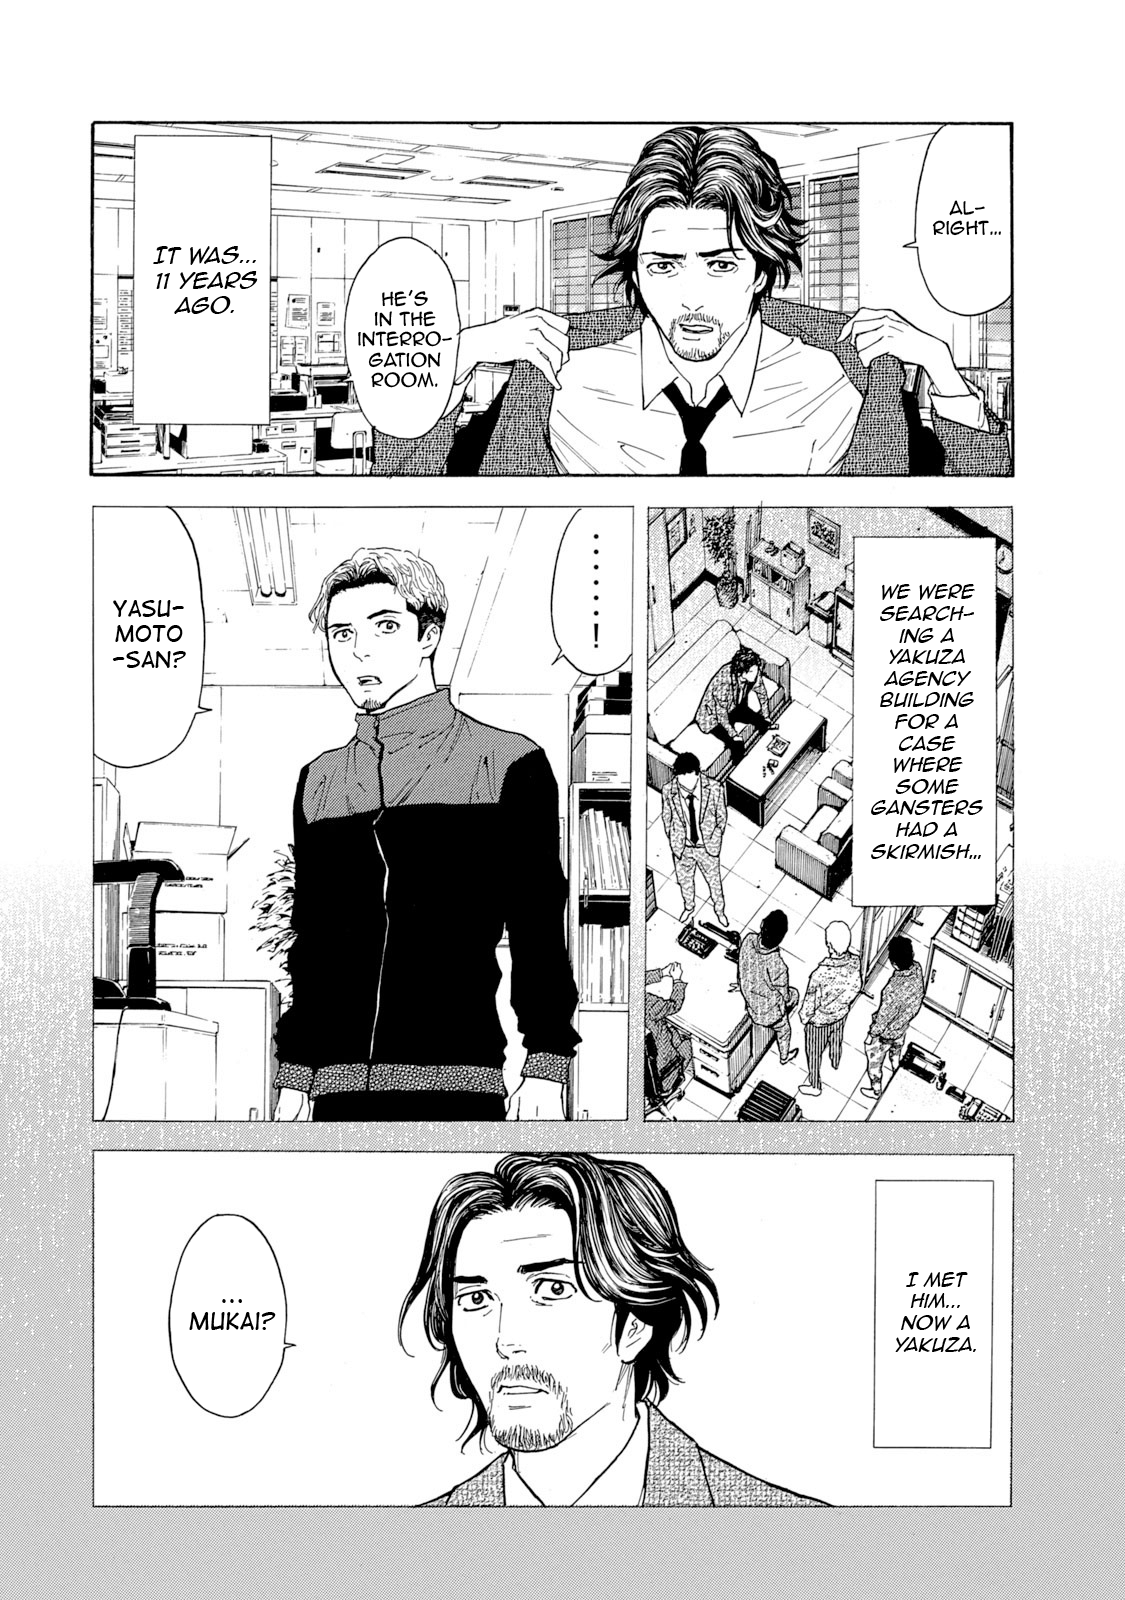 AL-
RIGHT...
HE'S
IN THE
INTERRO-
GATION
ROOM.
IT WAS...
11 YEARS
AGO.
WE WERE
SEARCH-
ING A
YAKUZA
AGENCY
BUILDING
FOR A
CASE
WHERE
SOME
GANSTERS
HAD A
SKIRMISH...
.......!
YASU-
MOTO
-SAN?
I MET
HIM...
NOW A
YAKUZA.
...
MUKAI?